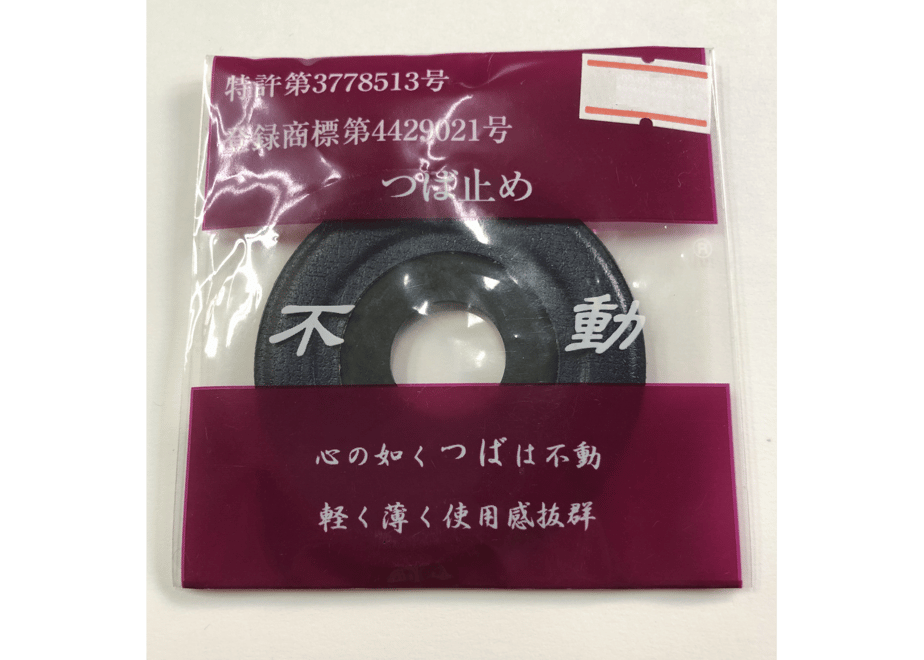 特許第3778513号
登録商標第4429021号
つば止め
®
不動
心の如くつばは不動
軽く薄く使用感抜群